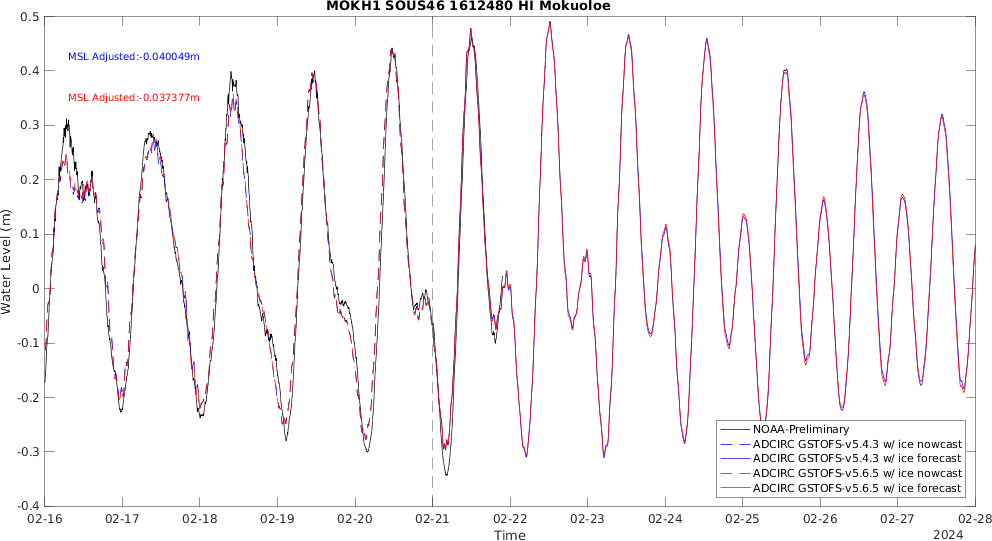 MOKH1 SOUS46 1612480 HI Mokuoloe
MSL Adjusted:-0.040049m
MSL Adjusted:-0.037377m
Water Level (m)
0.5
0.4
0.3
0.2
0.1
0
-0.1
-0.2
-0.3
-0.4
NOAA-Preliminary
ADCIRC GSTOFS-v5.4.3 w/ ice nowcast
ADCIRC GSTOFS-v5.4.3 w/ ice forecast
ADCIRC GSTOFS-v5.6.5 w/ ice nowcast
ADCIRC GSTOFS-v5.6.5 w/ ice forecast
02-16 02-17 02-18 02-19 02-20 02-21 02-22 02-23 02-24 02-25 02-26 02-27 02-28
Time
2024